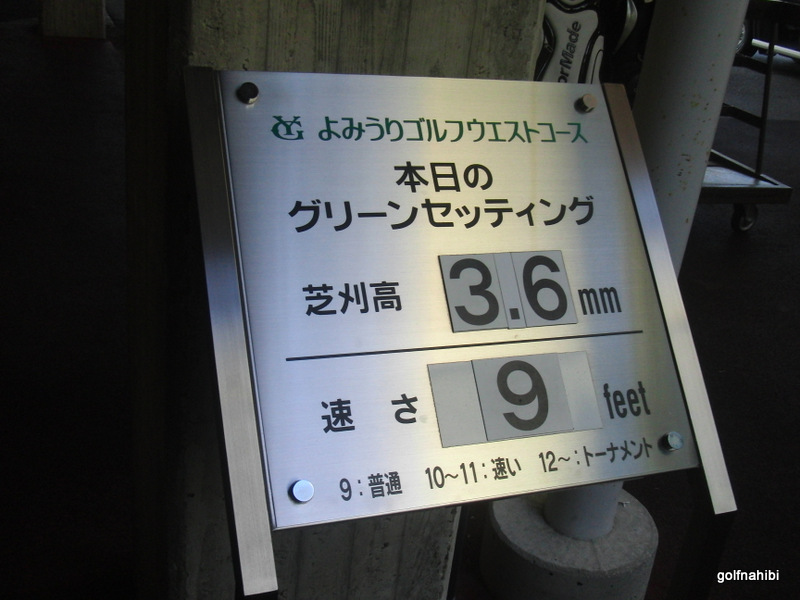 orMade
YG よみうりゴルフウエストコース
本日の
グリーンセッティング
芝刈高 3.6 mm
速さ 9 feet
9:普通 10〜11:速い 12〜:トーナメント
golfnahibi